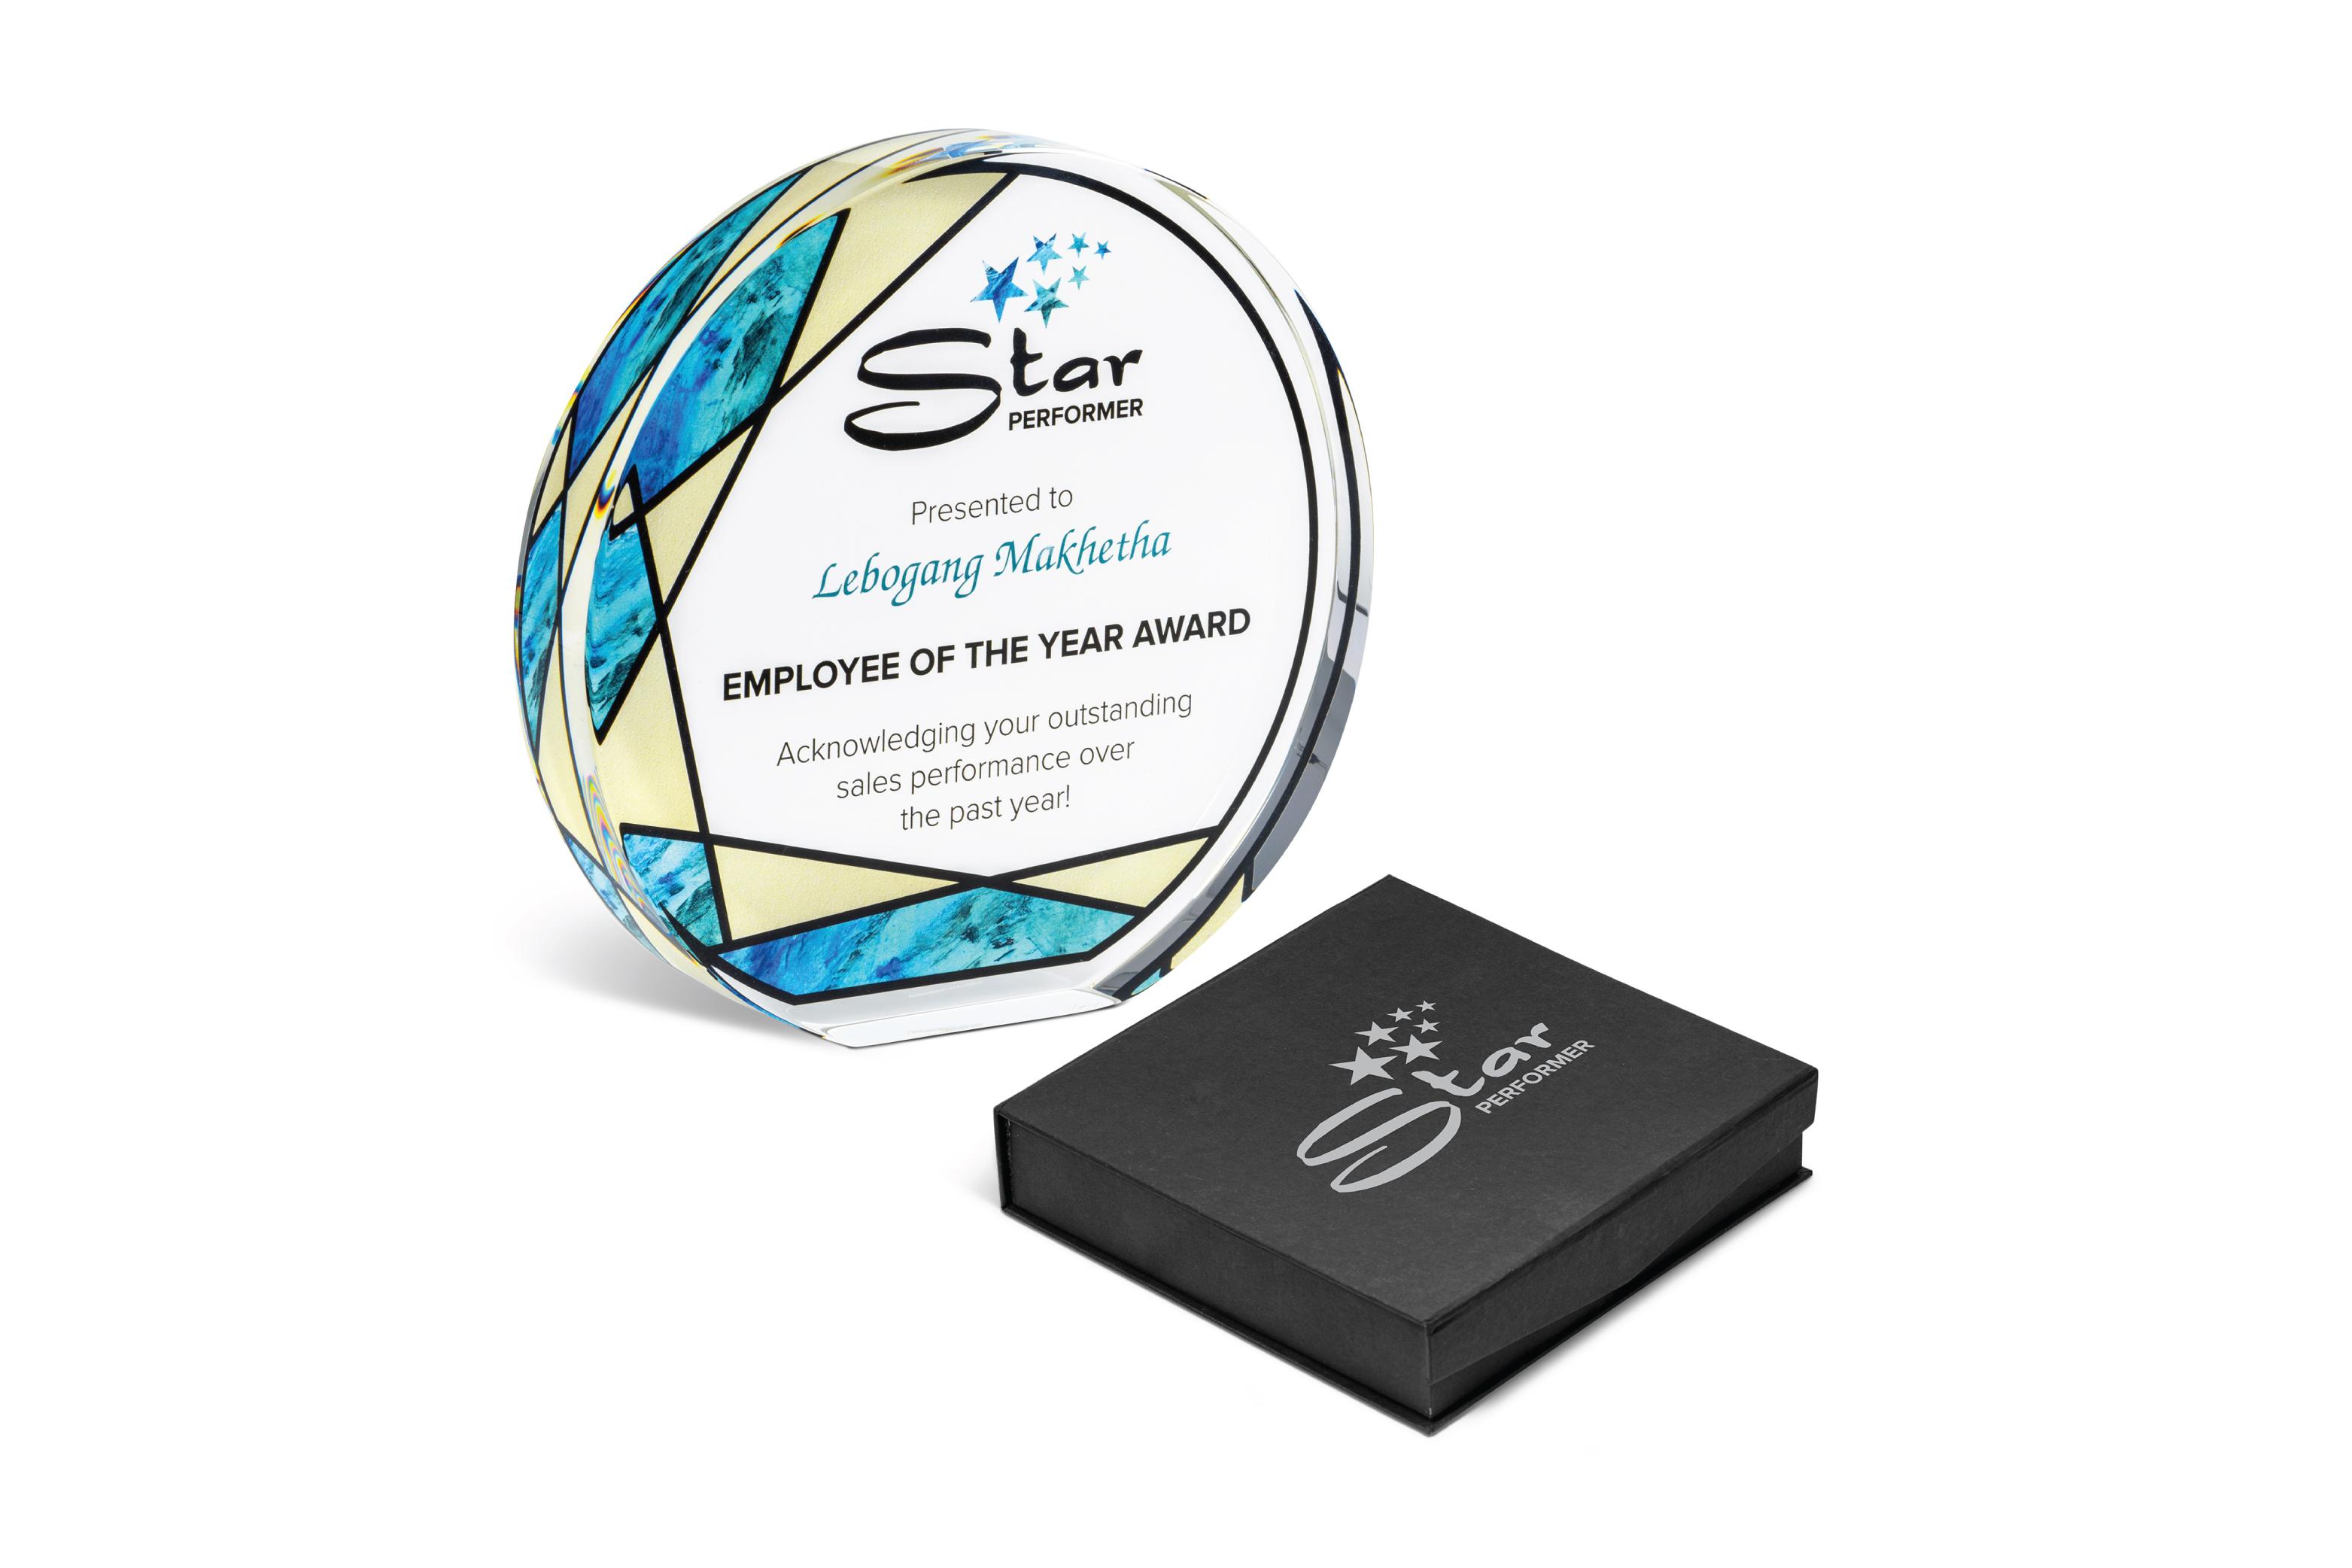 Star
PERFORMER
Presented to
Lebogang Makhetha
EMPLOYEE OF THE YEAR AWARD
Acknowledging your outstanding
sales performance over
the past year!
Star
PERFORMER